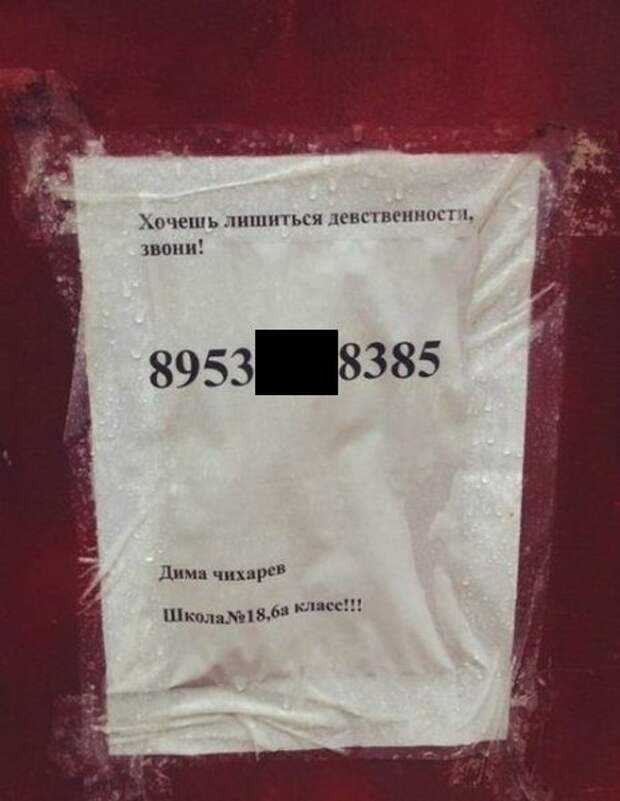 Хочешь лишиться девственности,
звони!
8953 8385
Дима чихарев
Школа№18,6а класс!!!